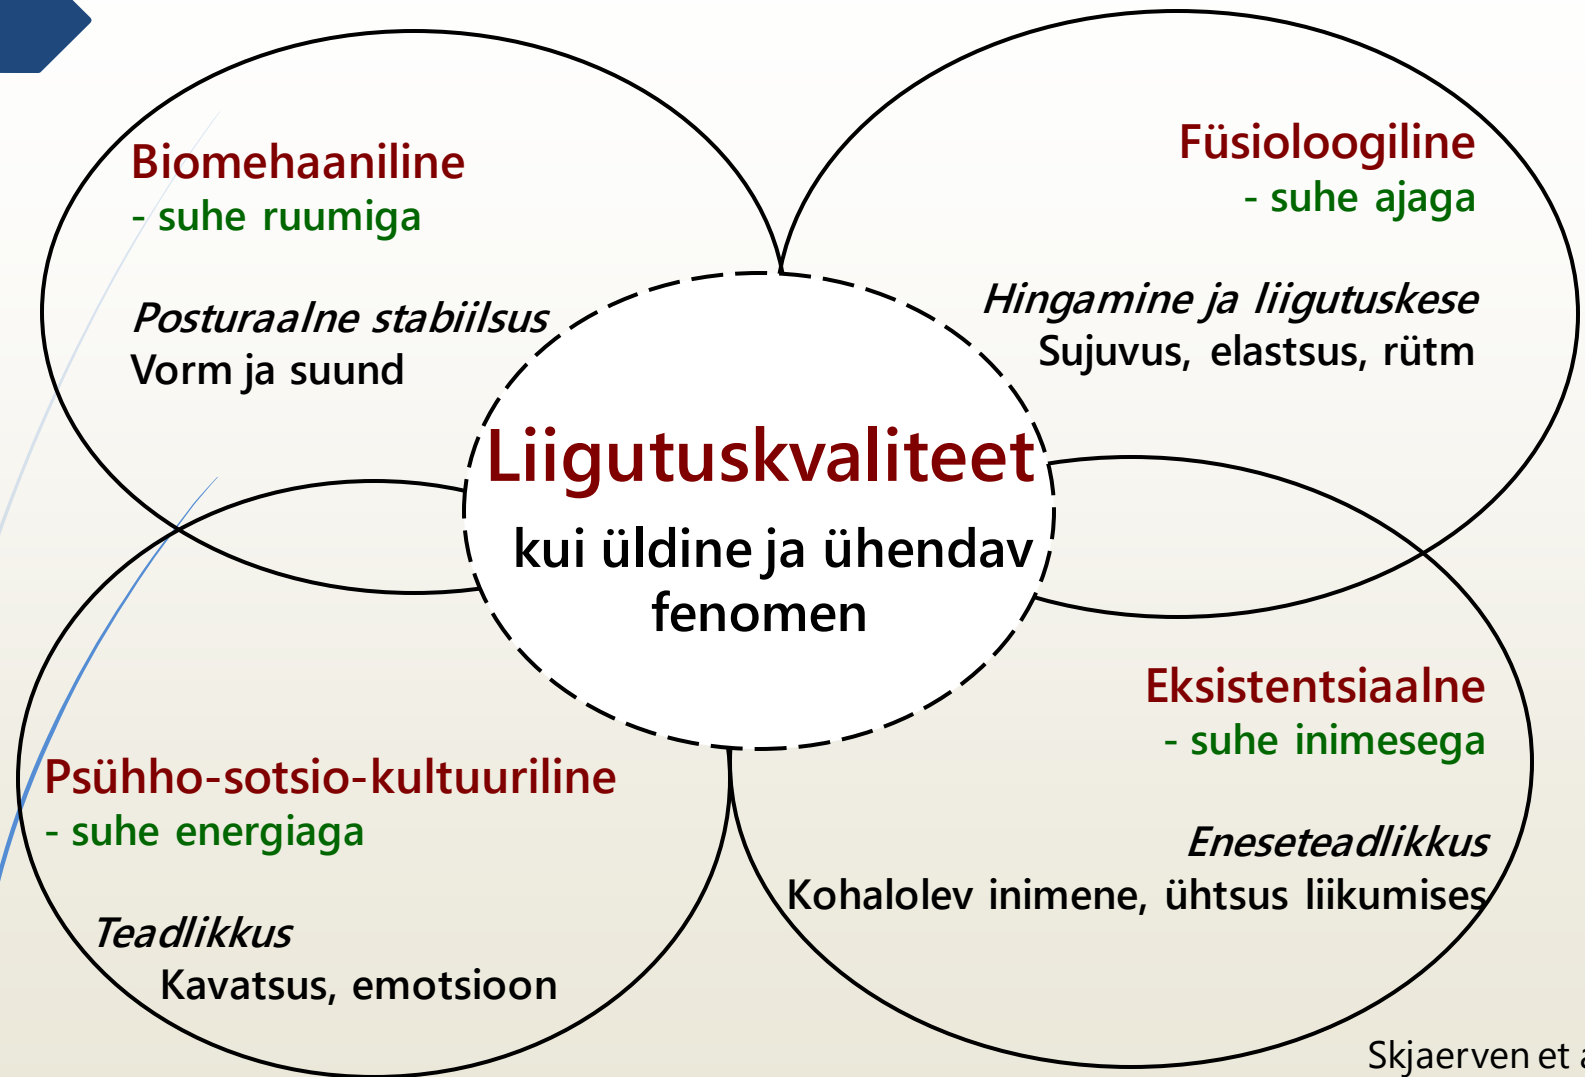 Biomehaaniline
- suhe ruumiga
Posturaalne stabiilsus
Vorm ja suund
Füsioloogiline
- suhe ajaga
Hingamine ja liigutuskese
Sujuvus, elastsus, rütm
Liigutuskvaliteet
kui üldine ja ühendav
fenomen
Psühho-sotsio-kultuuriline
- suhe energiaga
Teadlikkus
Kavatsus, emotsioon
Eksistentsiaalne
- suhe inimesega
Eneseteadlikkus
Kohalolev inimene, ühtsus liikumises
Skjaerven et